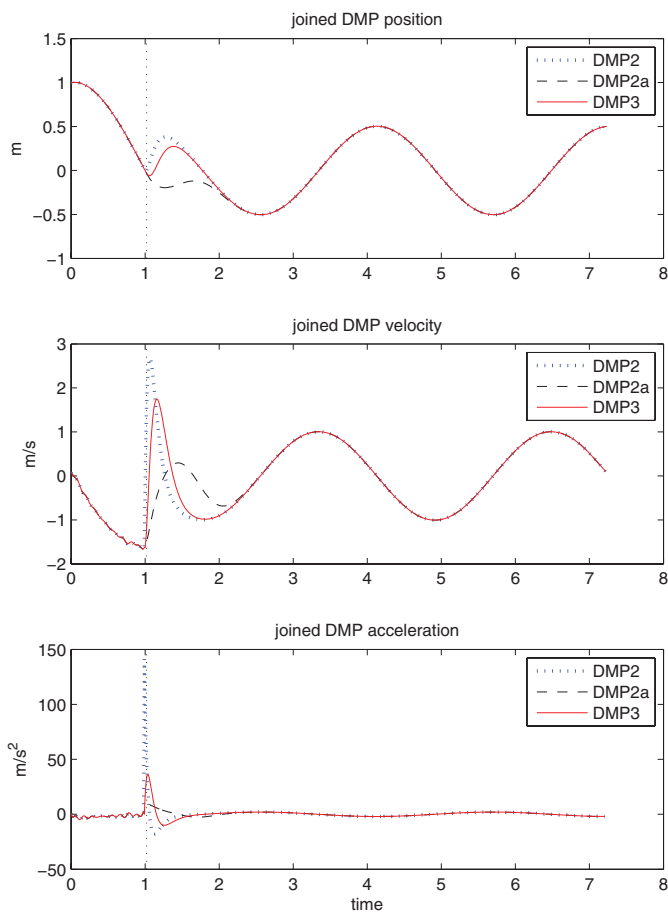 joined DMP position
1.5
1
0.5
0
−0.5
−1
m
0 1 2 3 4 5 6 7 8
DMP2
DMP2a
DMP3
joined DMP velocity
3
2
1
0
−1
−2
m/s
0 1 2 3 4 5 6 7 8
DMP2
DMP2a
DMP3
joined DMP acceleration
150
100
50
0
−50
m/s²
0 1 2 3 4 5 6 7 8
time
DMP2
DMP2a
DMP3